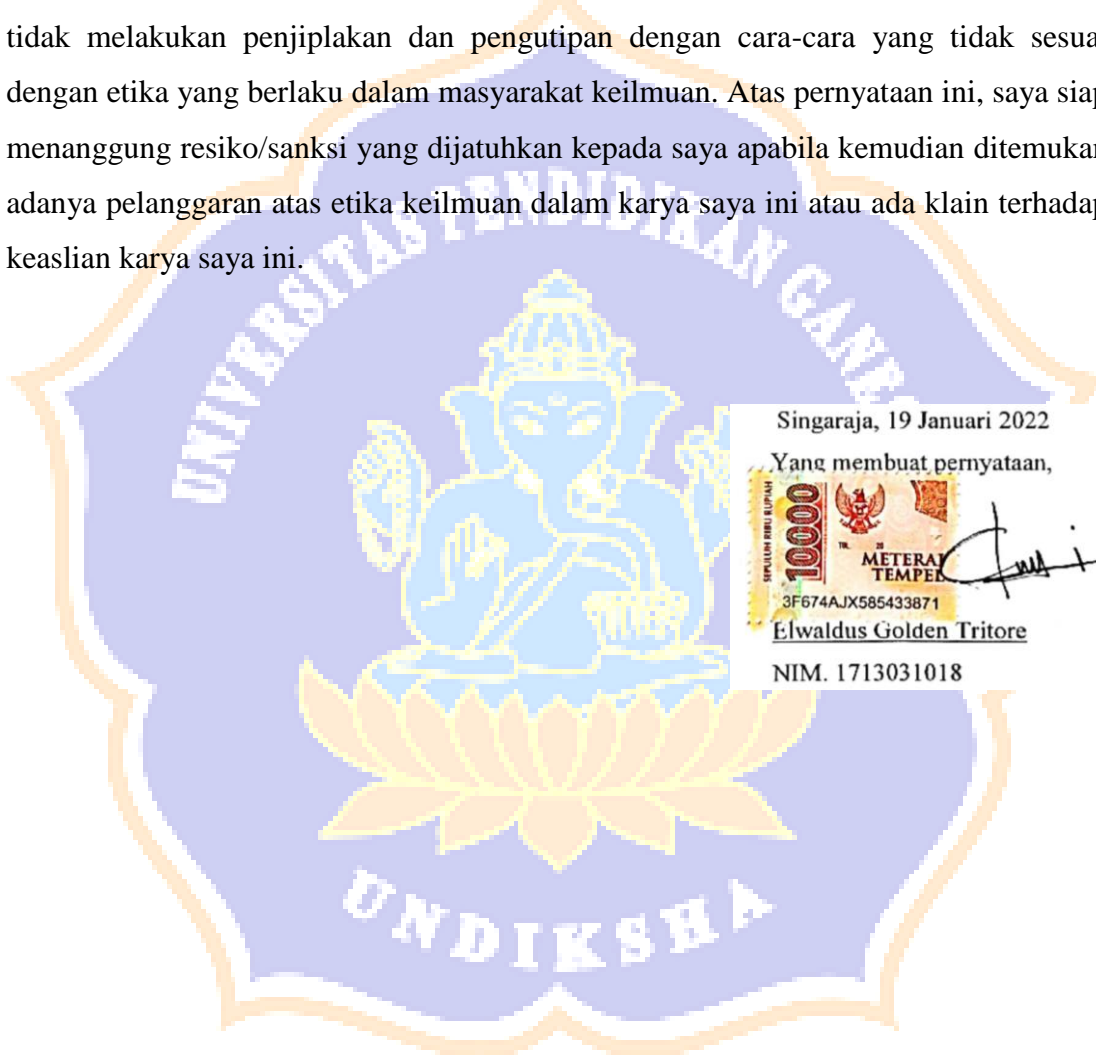 tidak melakukan penjiplakan dan pengutipan dengan cara-cara yang tidak sesua
dengan etika yang berlaku dalam masyarakat keilmuan. Atas pernyataan ini, saya siap
menanggung resiko/sanksi yang dijatuhkan kepada saya apabila kemudian ditemukan
adanya pelanggaran atas etika keilmuan dalam karya saya ini atau ada klain terhadap
keaslian karya saya ini.
UNIVERSITAS PENDIDIKAN GANE
Singaraja, 19 Januari 2022
Yang membuat pernyataan,
SEPULUH RIBU RUPIAH
10000
TGL. 20
METERAI
TEMPEL
3F674AJX585433871
Elwaldus Golden Tritore
NIM. 1713031018
UNDIKSHA